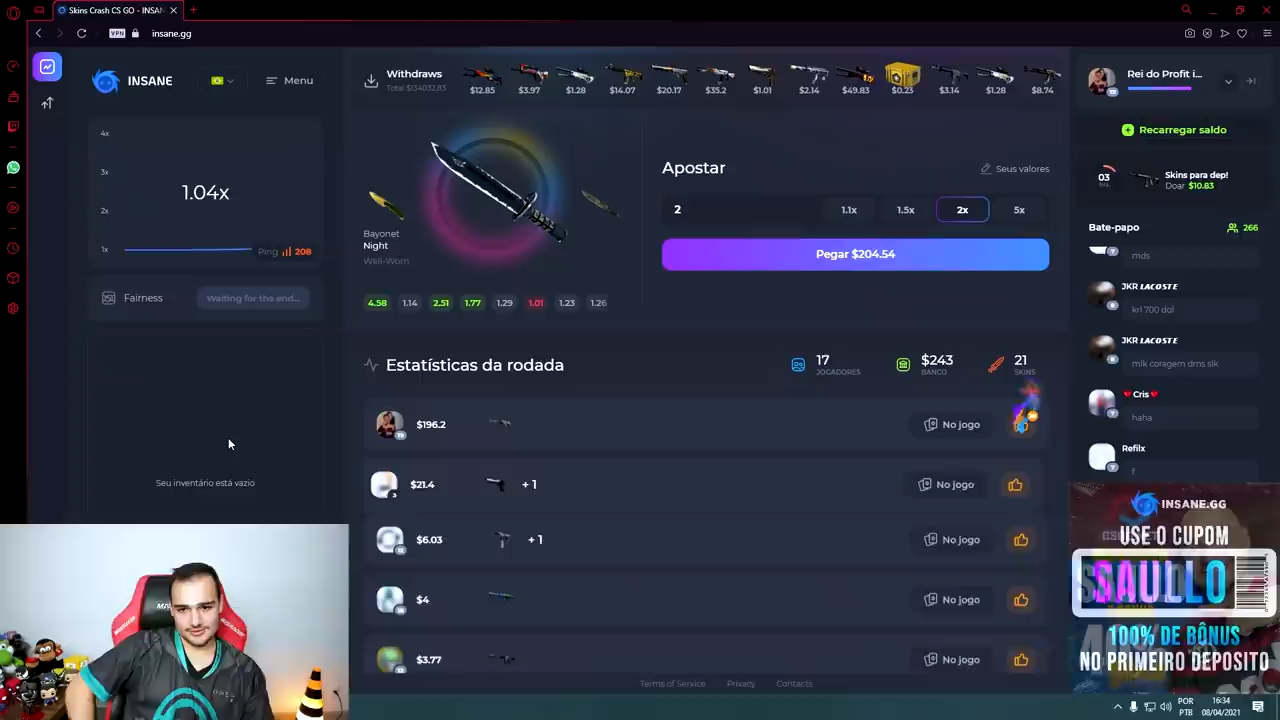 Skins Crash CS GO - INSAN
VPN
insane.gg
INSANE
Menu
Withdraws
Total $134032,83
$12.85
$3.97
$1.28
$14.07
$20.17
$35.2
$1.01
$2.14
$49.83
$0.23
$3.14
$1.28
$8.74
Rei do Profit i...
Recarregar saldo
03
Skins para dep!
Doar $10.83
4x
3x
2x
1x
1.04x
Ping
208
Fairness
Waiting for the end...
Seu inventário está vazio
Bayonet
Night
Well-Worn
4.58
1.14
2.51
1.77
1.29
1.01
1.23
1.26
Apostar
Seus valores
2
1.1x
1.5x
2x
5x
Pegar $204.54
Estatísticas da rodada
17
JOGADORES
$243
BANCO
21
SKINS
$196.2
No jogo
$21.4
+ 1
No jogo
$6.03
+ 1
No jogo
$4
No jogo
$3.77
No jogo
Terms of Service
Privacy
Contacts
Bate-papo
266
mds
JKR LACOSTE
krl 700 dol
JKR LACOSTE
mlk coragem dms slk
Cris
haha
Refilx
f
INSANE.GG
USE O CUPOM
SAULLO
100% DE BÔNUS
NO PRIMEIRO DEPOSITO
POR
PTB
16:34
08/04/2021